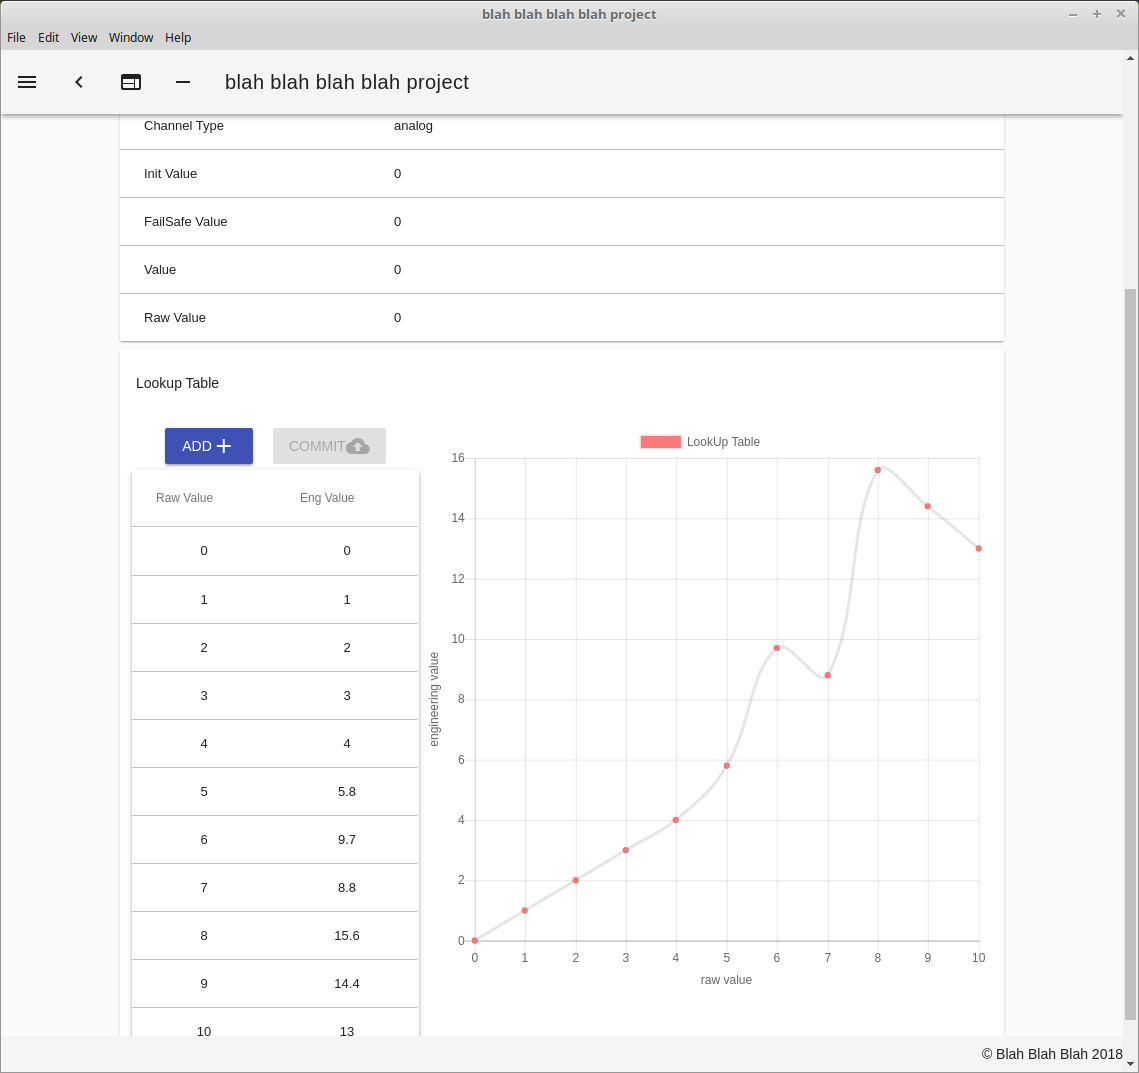 blah blah blah blah project
File Edit View Window Help
blah blah blah blah project
Channel Type analog
Init Value 0
FailSafe Value 0
Value 0
Raw Value 0
Lookup Table
ADD COMMIT
Raw Value Eng Value
0 0
1 1
2 2
3 3
4 4
5 5.8
6 9.7
7 8.8
8 15.6
9 14.4
10 13
LookUp Table
16
14
12
10
8
6
4
2
0
engineering value
0 1 2 3 4 5 6 7 8 9 10
raw value
© Blah Blah Blah 2018